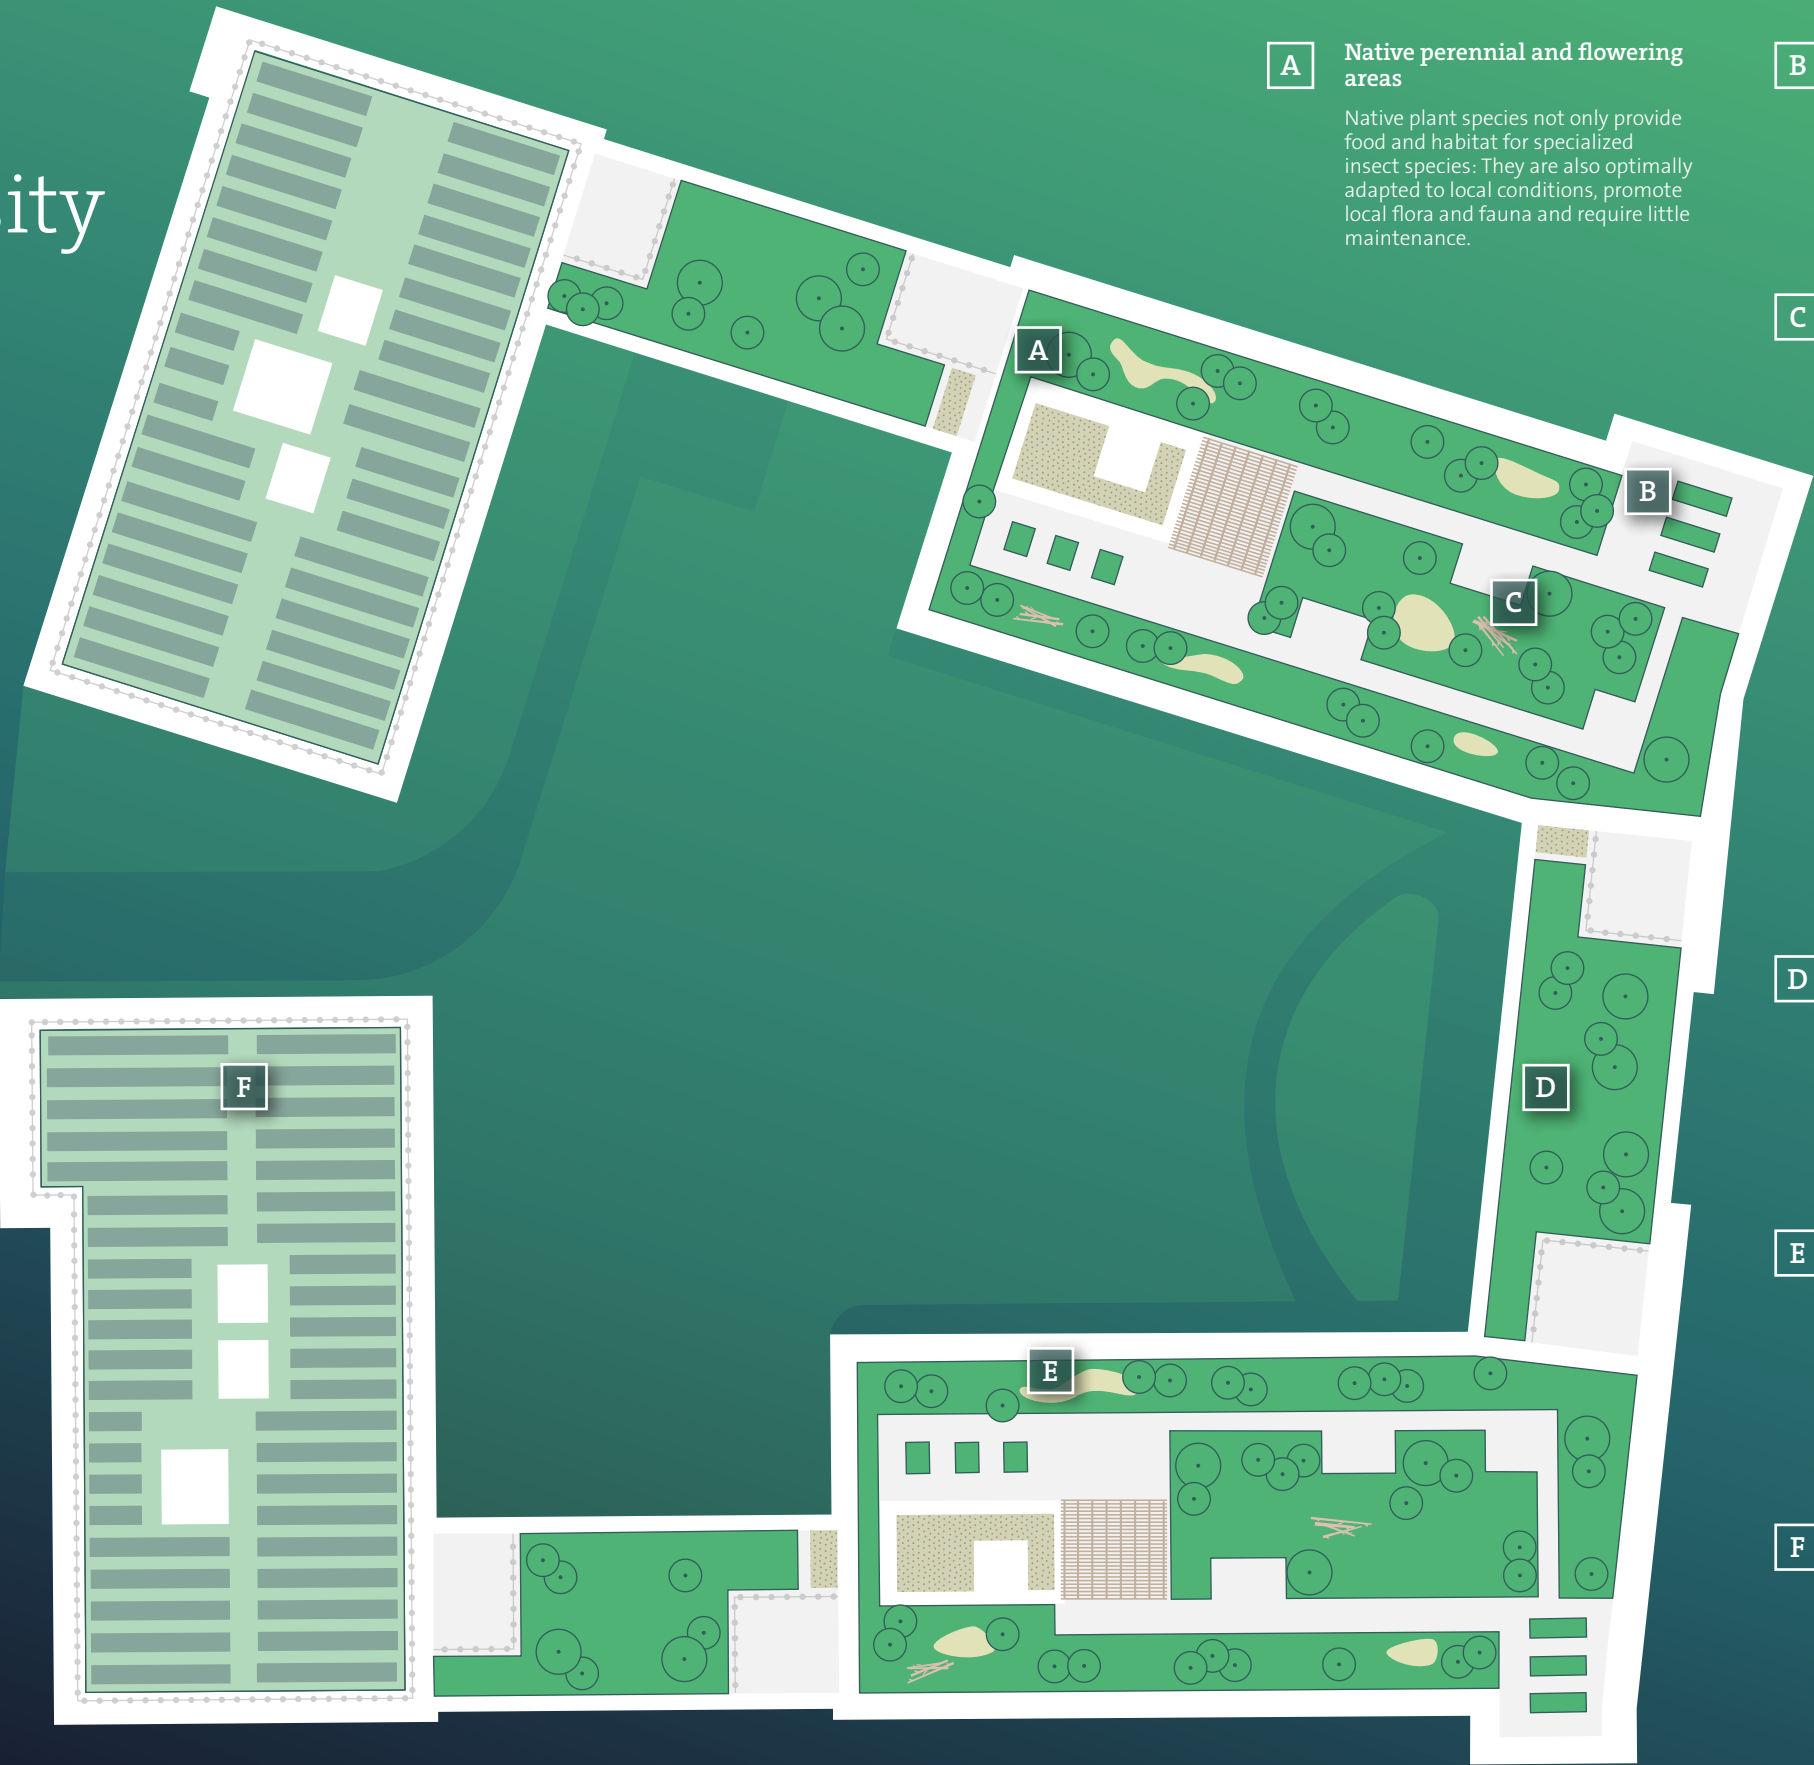 ity
A
Native perennial and flowering
areas
Native plant species not only provide
food and habitat for specialized
insect species: They are also optimally
adapted to local conditions, promote
local flora and fauna and require little
maintenance.
B
C
D
E
F
A
B
C
D
E
F